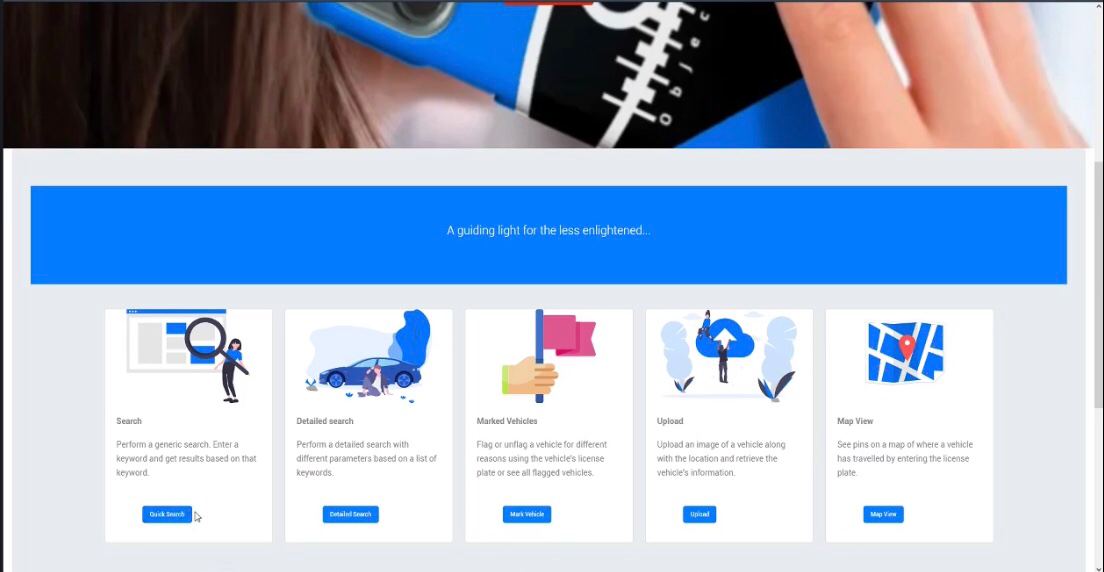 Objec
A guiding light for the less enlightened...
Search
Perform a generic search. Enter a
keyword and get results based on that
keyword.
Quick Search
Detailed search
Perform a detailed search with
different parameters based on a list of
keywords.
Detailed Search
Marked Vehicles
Flag or unflag a vehicle for different
reasons using the vehicle's license
plate or see all flagged vehicles.
Mark Vehicle
Upload
Upload an image of a vehicle along
with the location and retrieve the
vehicle's information.
Upload
Map View
See pins on a map of where a vehicle
has travelled by entering the license
plate.
Map View